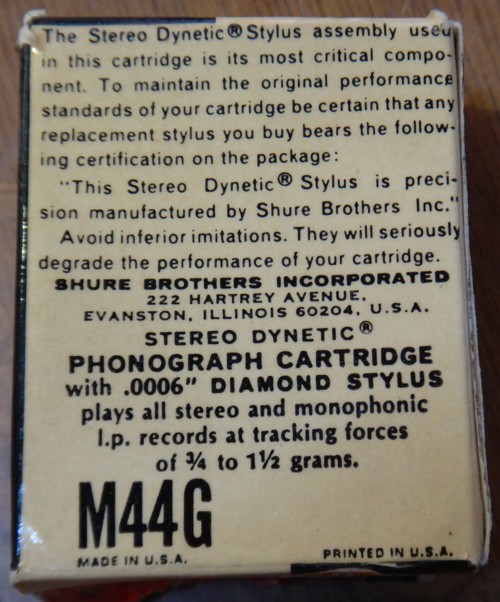 The Stereo Dynetic® Stylus assembly used
in this cartridge is its most critical compo-
nent. To maintain the original performance
standards of your cartridge be certain that any
replacement stylus you buy bears the follow-
ing certification on the package:
"This Stereo Dynetic® Stylus is preci-
sion manufactured by Shure Brothers Inc."
Avoid inferior imitations. They will seriously
degrade the performance of your cartridge.
SHURE BROTHERS INCORPORATED
222 HARTREY AVENUE,
EVANSTON, ILLINOIS 60204, U.S.A.
STEREO DYNETIC®
PHONOGRAPH CARTRIDGE
with .0006" DIAMOND STYLUS
plays all stereo and monophonic
l.p. records at tracking forces
of ¾ to 1½ grams.
M44G
MADE IN U.S.A. PRINTED IN U.S.A.